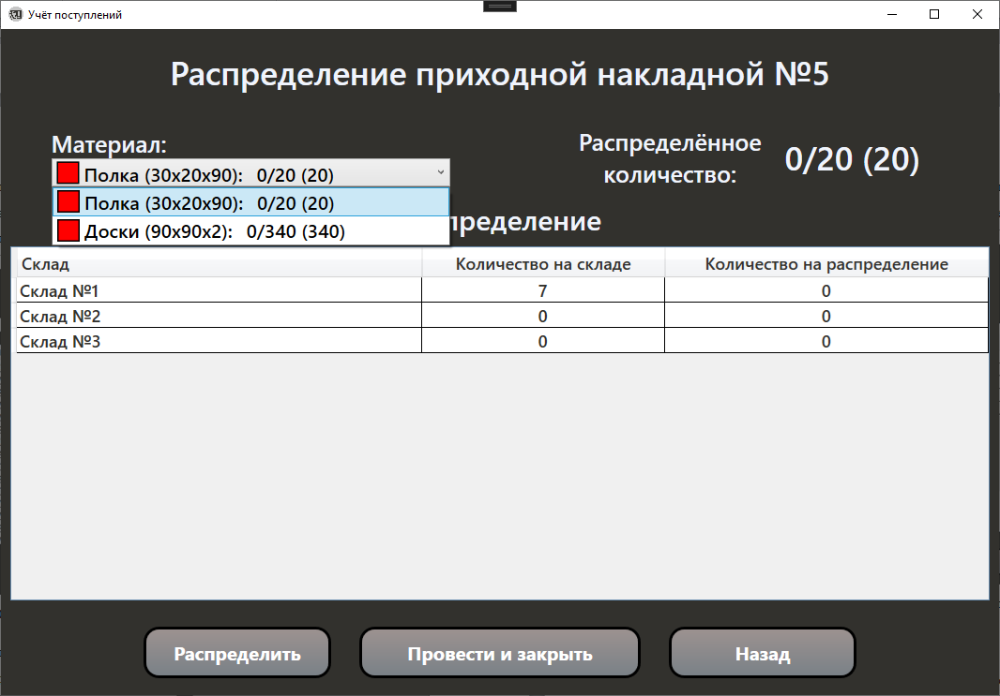 Учёт поступлений
Распределение приходной накладной №5
Материал:
Распределённое
количество:
0/20 (20)
Полка (30x20x90): 0/20 (20)
Полка (30x20x90): 0/20 (20)
Доски (90x90x2): 0/340 (340)
пределение
Склад Количество на складе Количество на распределение
Склад №1 7 0
Склад №2 0 0
Склад №3 0 0
Распределить Провести и закрыть Назад